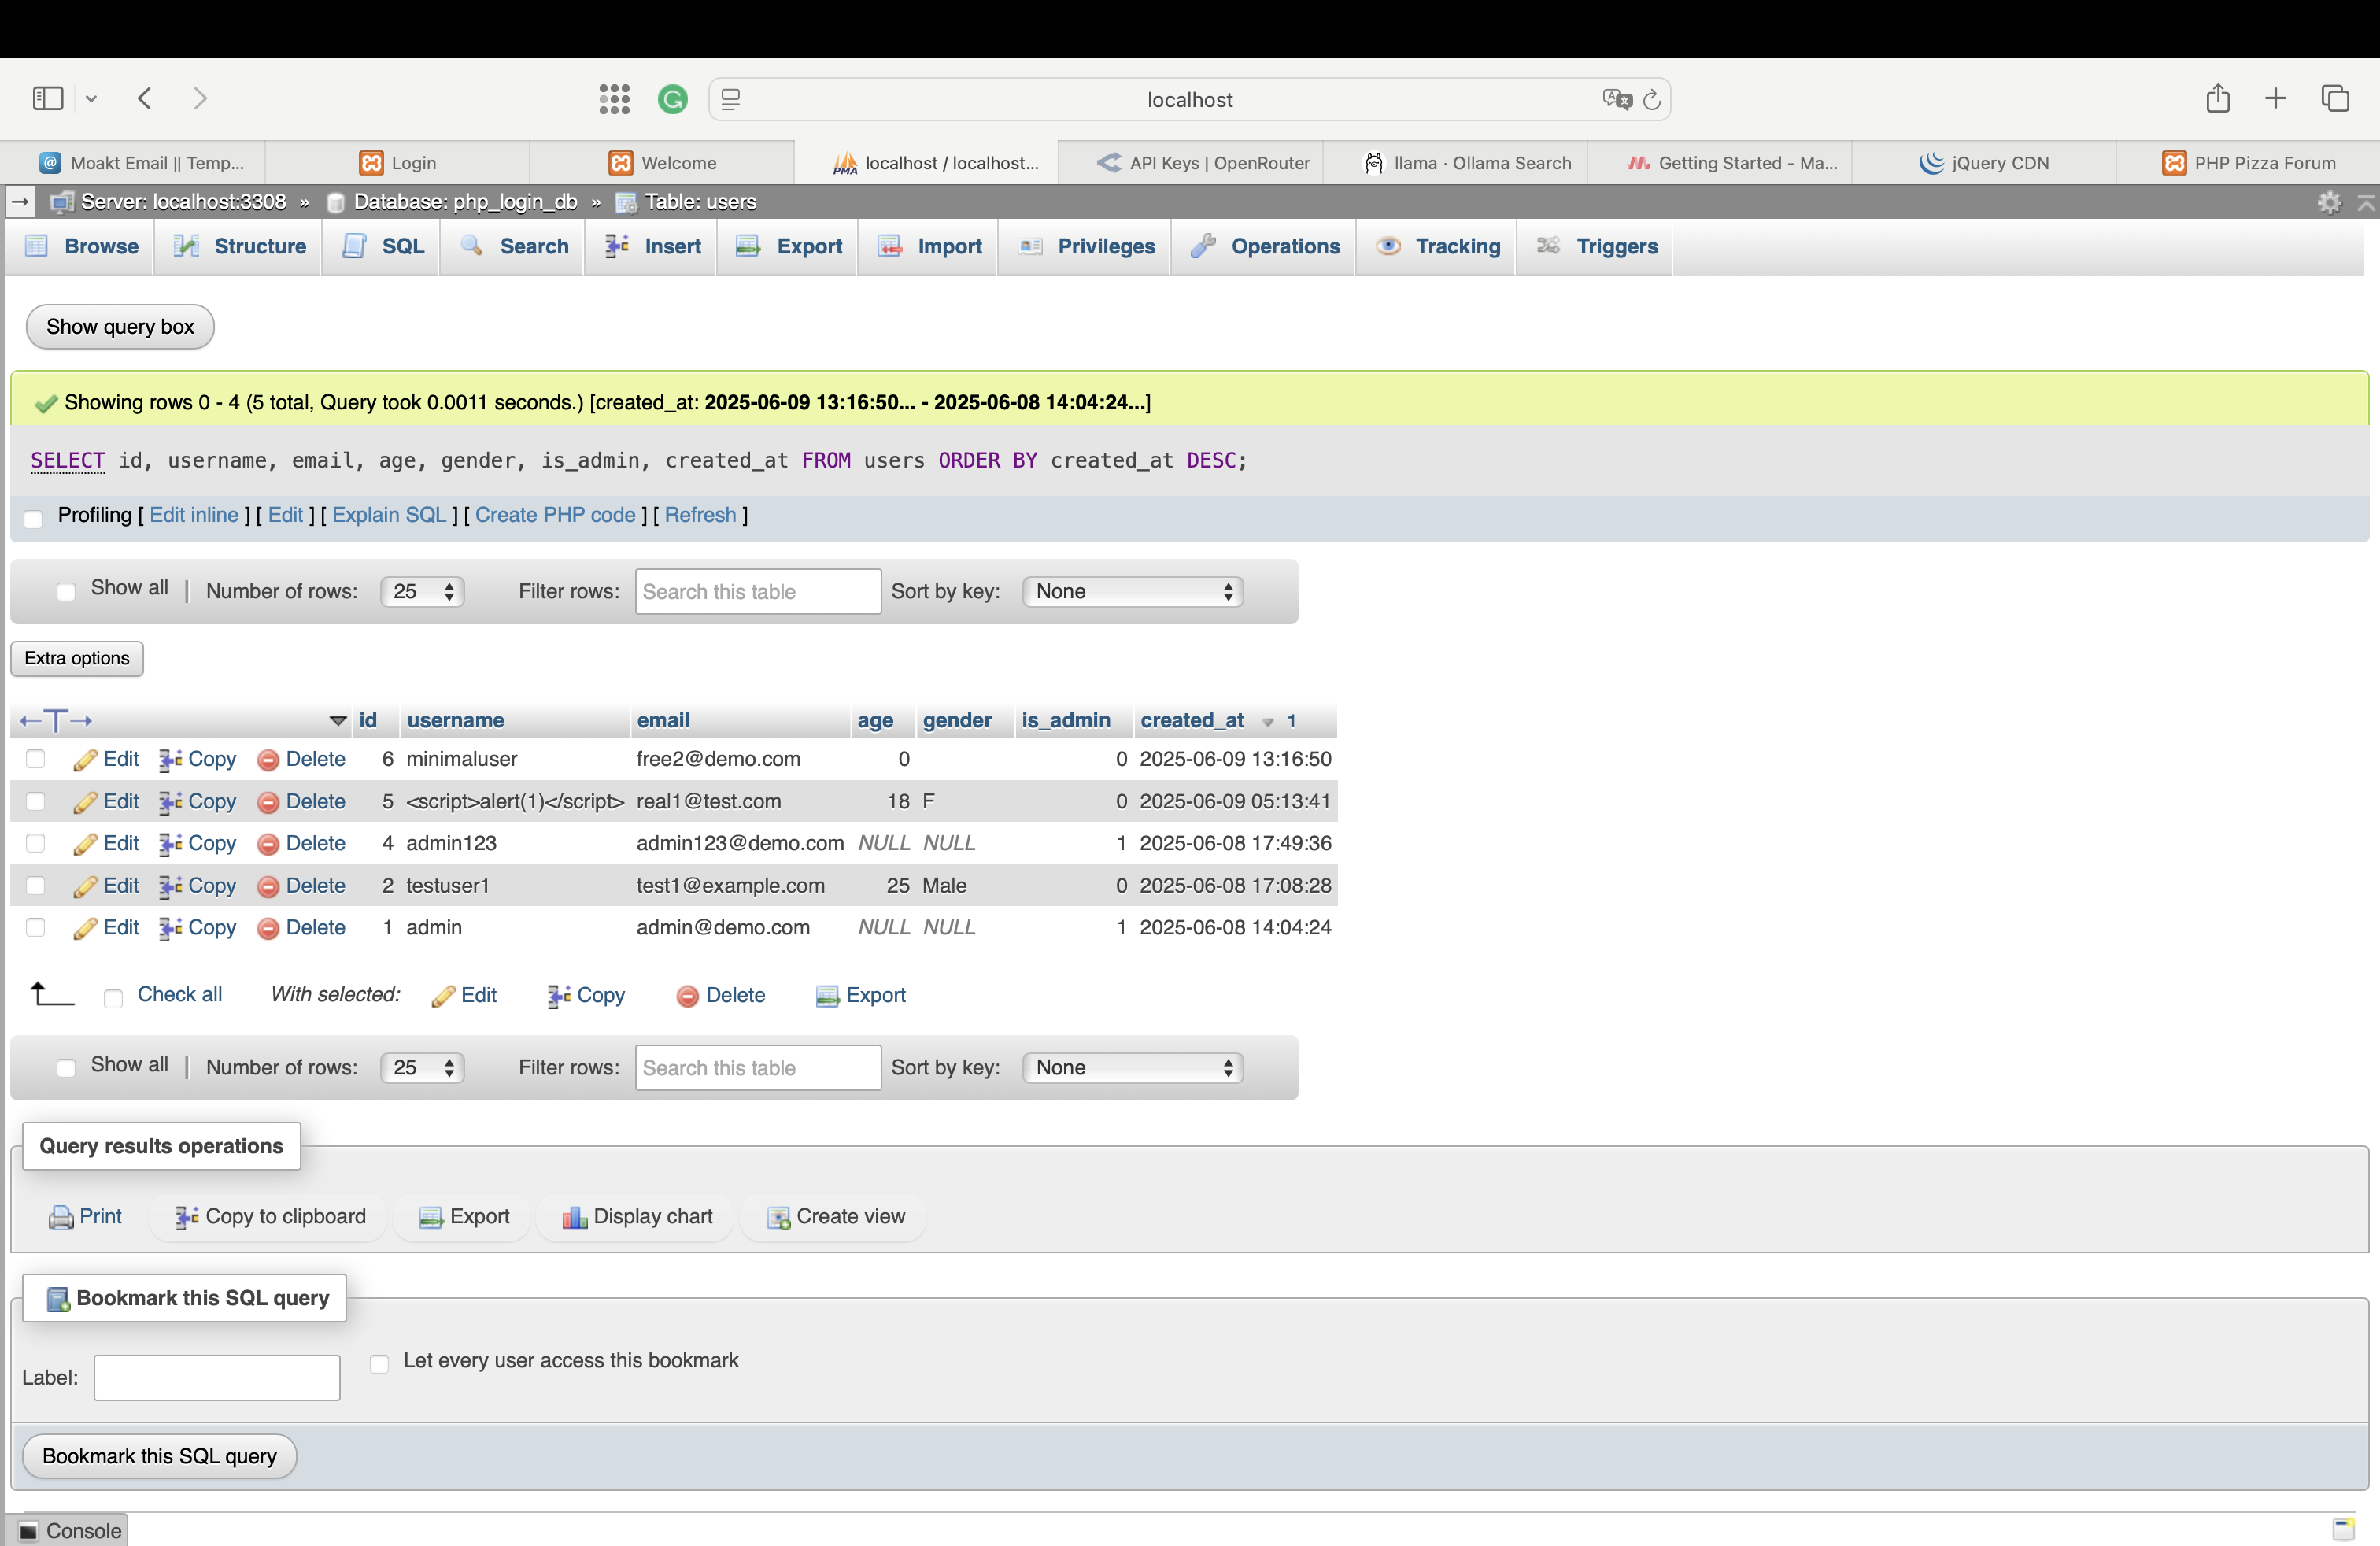 localhost
Moakt Email || Temp...
Login
Welcome
localhost / localhost...
API Keys | OpenRouter
llama · Ollama Search
Getting Started - Ma...
jQuery CDN
PHP Pizza Forum
Server: localhost:3308 » Database: php_login_db » Table: users
Browse Structure SQL Search Insert Export Import Privileges Operations Tracking Triggers
Show query box
Showing rows 0 - 4 (5 total, Query took 0.0011 seconds.) [created_at: 2025-06-09 13:16:50... - 2025-06-08 14:04:24...]
SELECT id, username, email, age, gender, is_admin, created_at FROM users ORDER BY created_at DESC;
Profiling [ Edit inline ] [ Edit ] [ Explain SQL ] [ Create PHP code ] [ Refresh ]
Show all | Number of rows: 25 Filter rows: Search this table Sort by key: None
Extra options
id username email age gender is_admin created_at 1
Edit Copy Delete 6 minimaluser free2@demo.com 0 0 2025-06-09 13:16:50
Edit Copy Delete 5 <script>alert(1)</script> real1@test.com 18 F 0 2025-06-09 05:13:41
Edit Copy Delete 4 admin123 admin123@demo.com NULL NULL 1 2025-06-08 17:49:36
Edit Copy Delete 2 testuser1 test1@example.com 25 Male 0 2025-06-08 17:08:28
Edit Copy Delete 1 admin admin@demo.com NULL NULL 1 2025-06-08 14:04:24
Check all With selected: Edit Copy Delete Export
Show all | Number of rows: 25 Filter rows: Search this table Sort by key: None
Query results operations
Print Copy to clipboard Export Display chart Create view
Bookmark this SQL query
Label: Let every user access this bookmark
Bookmark this SQL query
Console